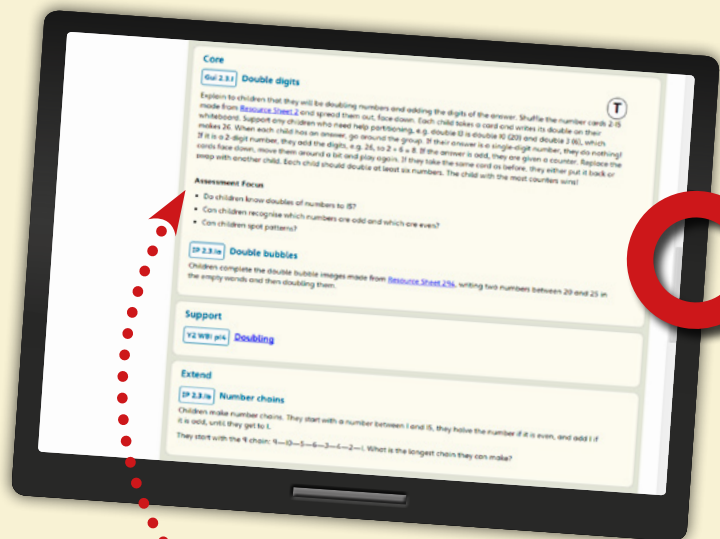 Core
Gui 2.3.1 Double digits
T
Explain to children that they will be doubling numbers and adding the digits of the answer. Shuffle the number cards 2-15
made from Resource Sheet 2 and spread them out, face down. Each child takes a card and writes its double on their
whiteboard. Support any children who need help partitioning, e.g. double 13 is double 10 (20) and double 3 (6), which
makes 26. When each child has an answer, go around the group. If their answer is a single-digit number, they do nothing!
If it is a 2-digit number, they add the digits, e.g. 26, so 2 + 6 = 8. If the answer is odd, they are given a counter. Replace the
cards face down, move them around a bit and play again. If they take the same card as before, they either put it back or
swap with another child. Each child should double at least six numbers. The child with the most counters wins!
Assessment Focus
• Do children know doubles of numbers to 15?
• Can children recognise which numbers are odd and which are even?
• Can children spot patterns?
IP 2.3.1a Double bubbles
Children complete the double bubble images made from Resource Sheet 294, writing two numbers between 20 and 25 in
the empty wands and then doubling them.
Support
Y2 WB1 p14 Doubling
Extend
IP 2.3.1a Number chains
Children make number chains. They start with a number between 1 and 15, they halve the number if it is even, and add 1 if
it is odd, until they get to 1.
They start with the 9 chain: 9—10—5—6—3—4—2—1. What is the longest chain they can make?